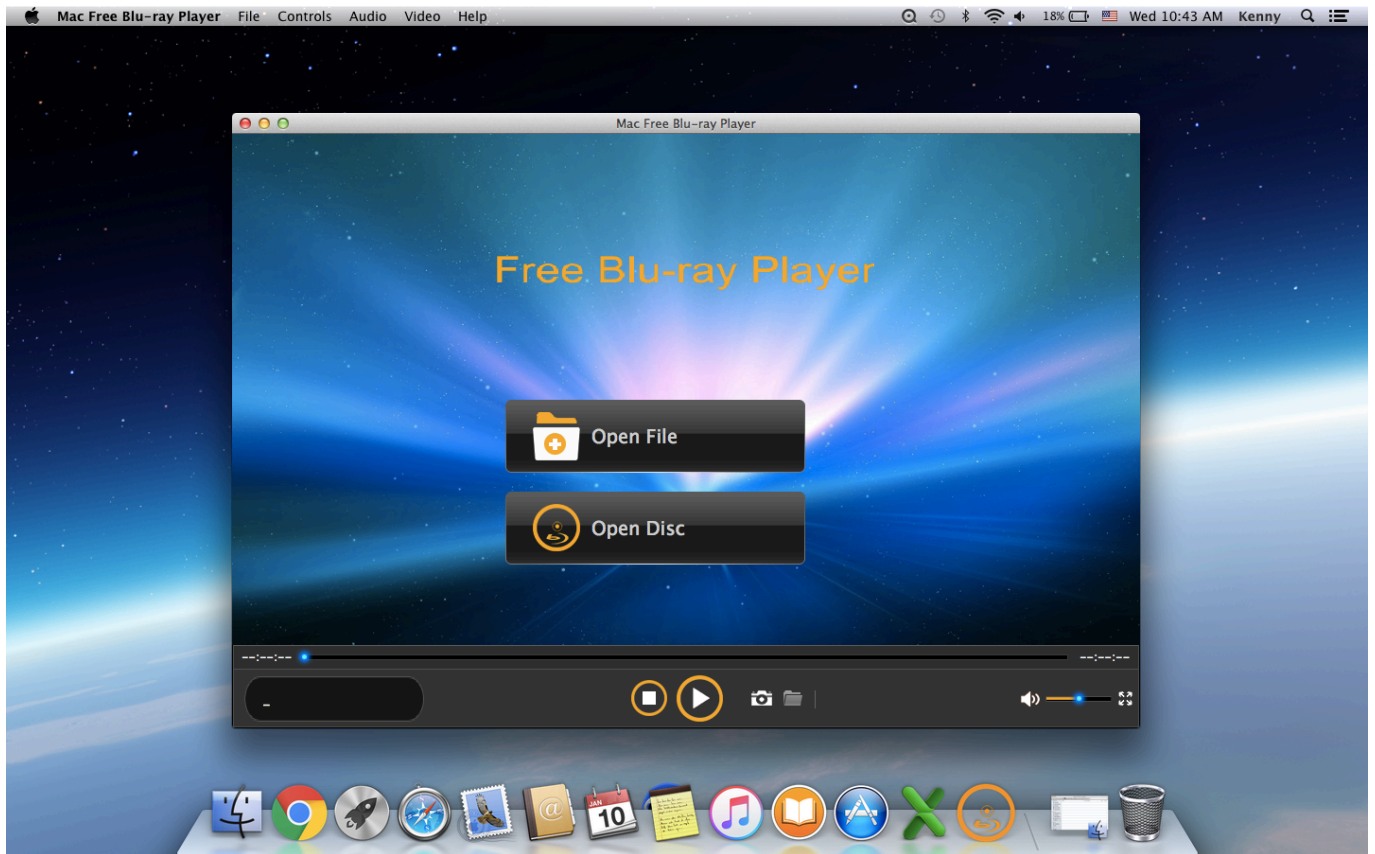 Mac Free Blu-ray Player File Controls Audio Video Help 18% Wed 10:43 AM Kenny
Mac Free Blu-ray Player
Free Blu-ray Player
Open File
Open Disc
--:--:-- --:--:--
-
@
JAN
10